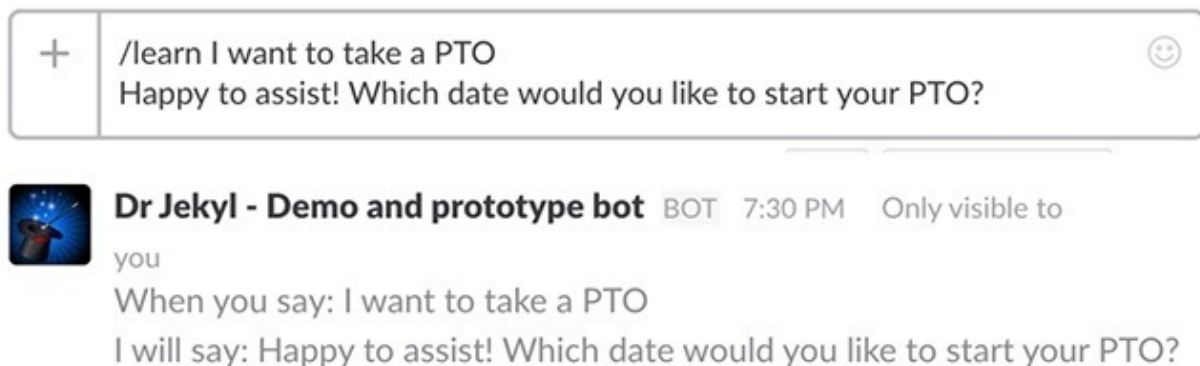 /learn I want to take a PTO
Happy to assist! Which date would you like to start your PTO?
Dr Jekyl - Demo and prototype bot BOT 7:30 PM Only visible to
you
When you say: I want to take a PTO
I will say: Happy to assist! Which date would you like to start your PTO?